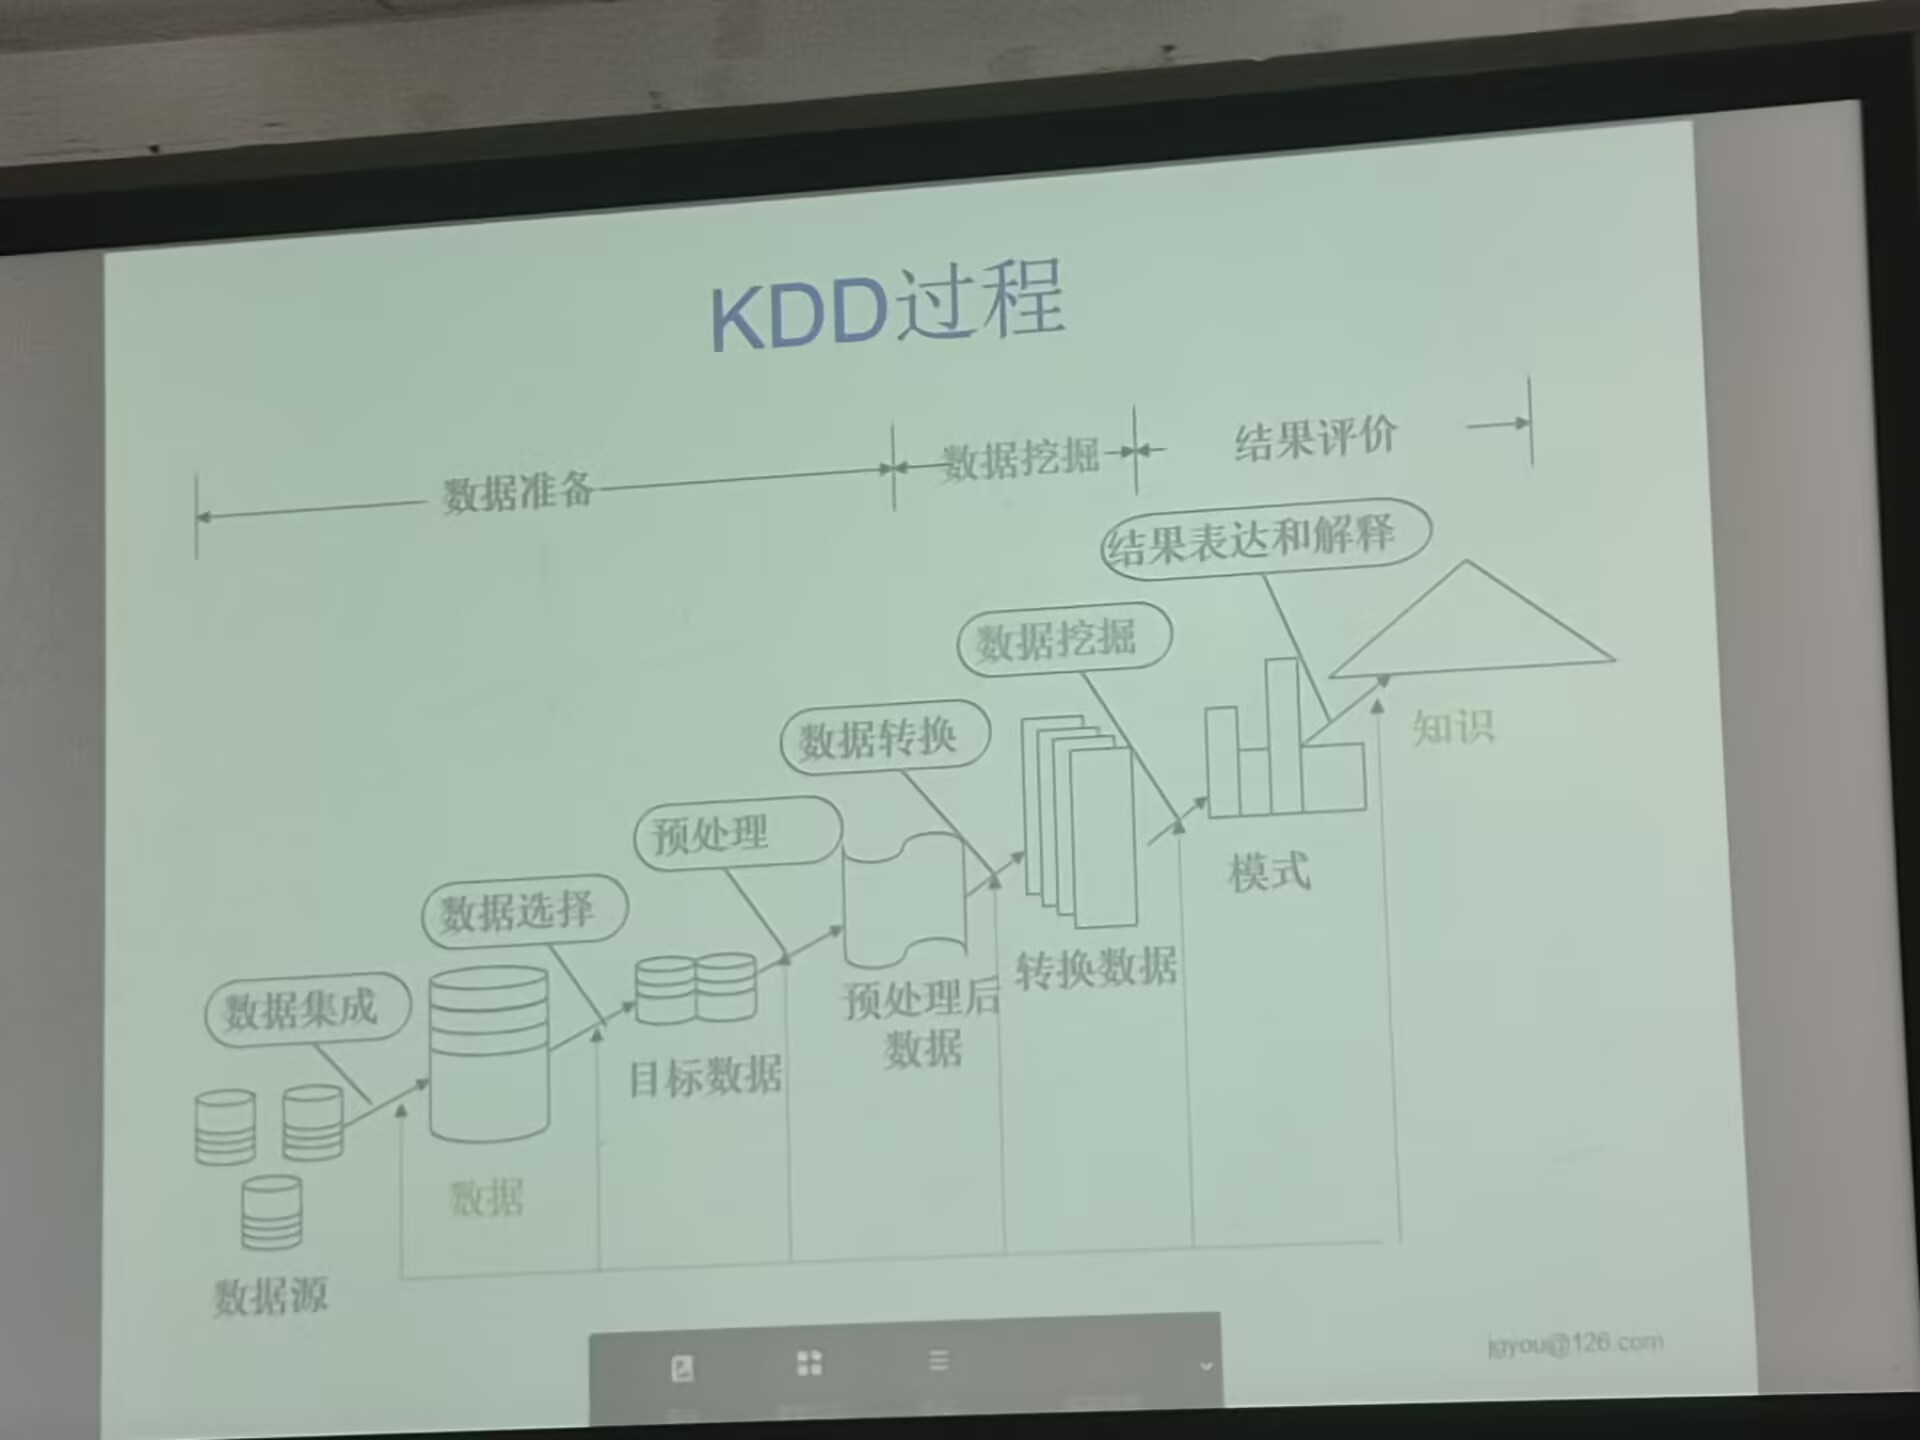 KDD过程
数据准备
数据挖掘
结果评价
结果表达和解释
数据挖掘
数据转换
预处理
数据选择
数据集成
知识
模式
转换数据
预处理后
数据
目标数据
数据
数据源
jgyou@126.com